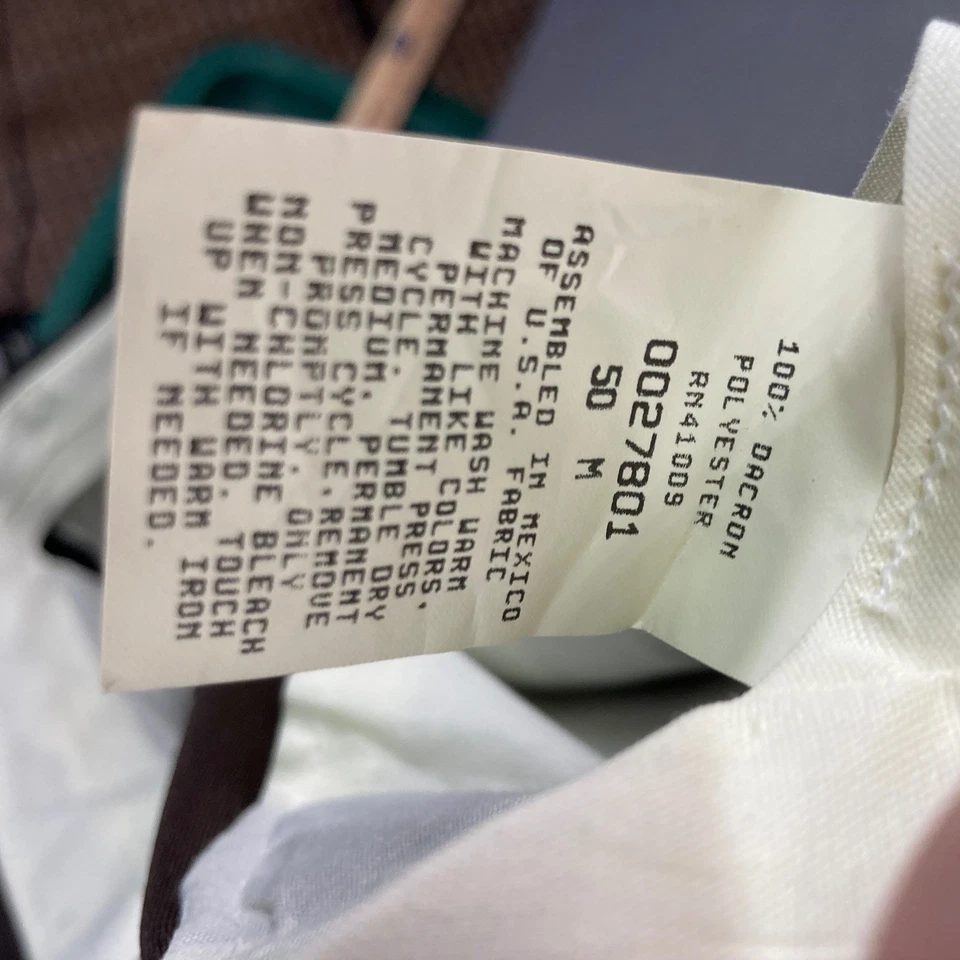 100% DACRON
POLYESTER
RN41009
0027801
50 M
ASSEMBLED IN MEXICO
OF U.S.A. FABRIC
MACHINE WASH WARM
WITH LIKE COLORS,
PERMANENT PRESS
CYCLE. TUMBLE DRY
MEDIUM. PERMANENT
PRESS CYCLE.REMOVE
PROMPTLY. ONLY
NON-CHLORINE BLEACH
WHEN NEEDED. TOUCH
UP WITH WARM IRON
IF NEEDED.